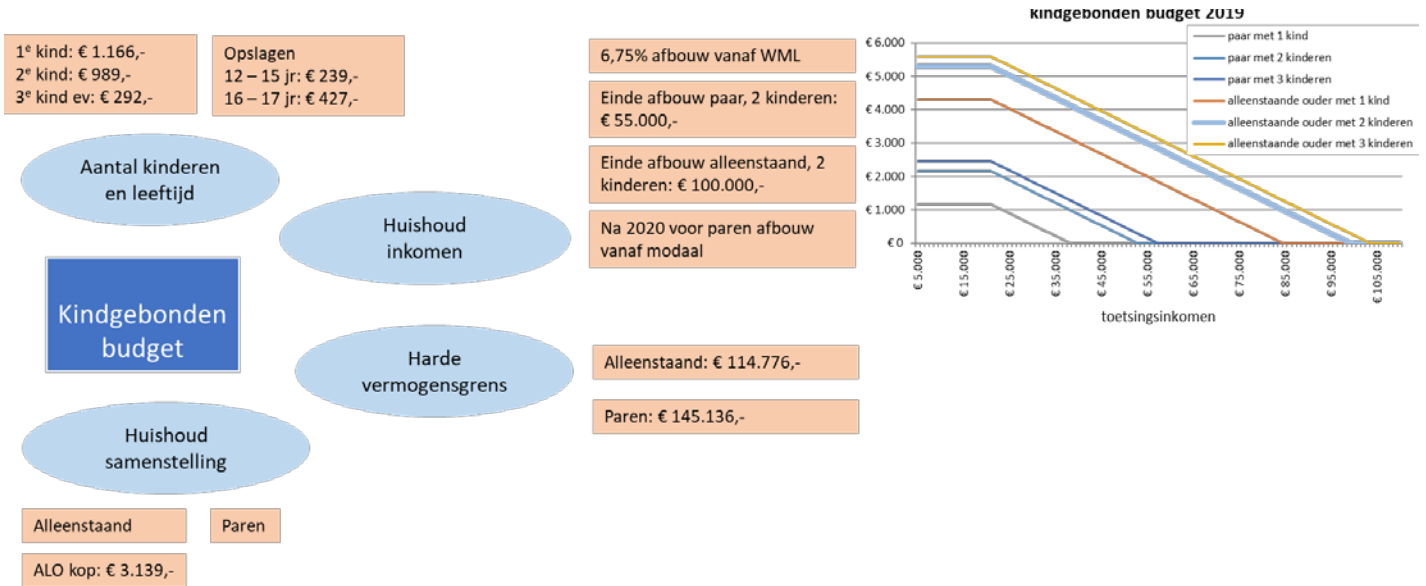 1e kind: € 1.166,-
2e kind: € 989,-
3e kind ev: € 292,-
Opslagen
12 – 15 jr: € 239,-
16 – 17 jr: € 427,-
Aantal kinderen
en leeftijd
Huishoud
inkomen
Kindgebonden
budget
Harde
vermogensgrens
Huishoud
samenstelling
Alleenstaand
Paren
ALO kop: € 3.139,-
6,75% afbouw vanaf WML
Einde afbouw paar, 2 kinderen:
€ 55.000,-
Einde afbouw alleenstaand, 2
kinderen: € 100.000,-
Na 2020 voor paren afbouw
vanaf modaal
Alleenstaand: € 114.776,-
Paren: € 145.136,-
kindgebonden budget 2019
paar met 1 kind
paar met 2 kinderen
paar met 3 kinderen
alleenstaande ouder met 1 kind
alleenstaande ouder met 2 kinderen
alleenstaande ouder met 3 kinderen
€ 6.000
€ 5.000
€ 4.000
€ 3.000
€ 2.000
€ 1.000
€ 0
€ 5.000
€ 15.000
€ 25.000
€ 35.000
€ 45.000
€ 55.000
€ 65.000
€ 75.000
€ 85.000
€ 95.000
€ 105.000
toetsingsinkomen